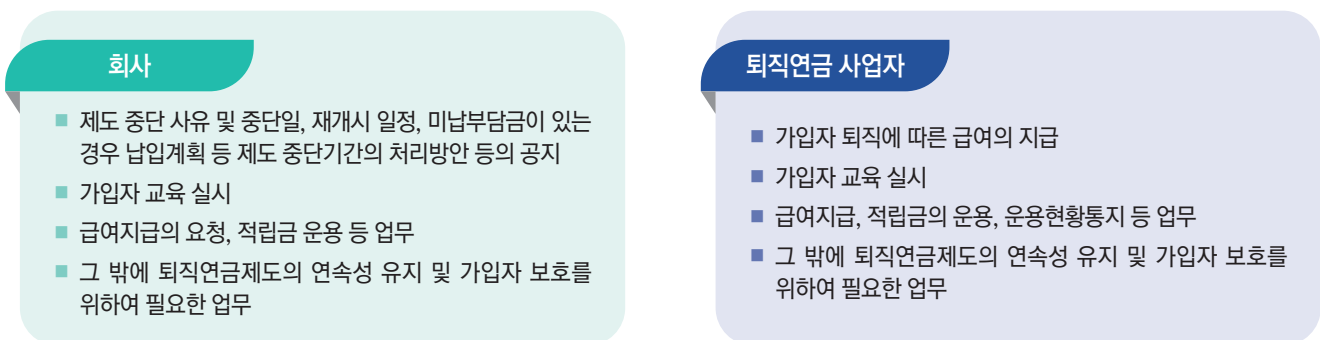 회사
제도 중단 사유 및 중단일, 재개시 일정, 미납부담금이 있는
경우 납입계획 등 제도 중단기간의 처리방안 등의 공지
가입자 교육 실시
급여지급의 요청, 적립금 운용 등 업무
그 밖에 퇴직연금제도의 연속성 유지 및 가입자 보호를
위하여 필요한 업무
퇴직연금 사업자
가입자 퇴직에 따른 급여의 지급
가입자 교육 실시
급여지급, 적립금의 운용, 운용현황통지 등 업무
그 밖에 퇴직연금제도의 연속성 유지 및 가입자 보호를
위하여 필요한 업무